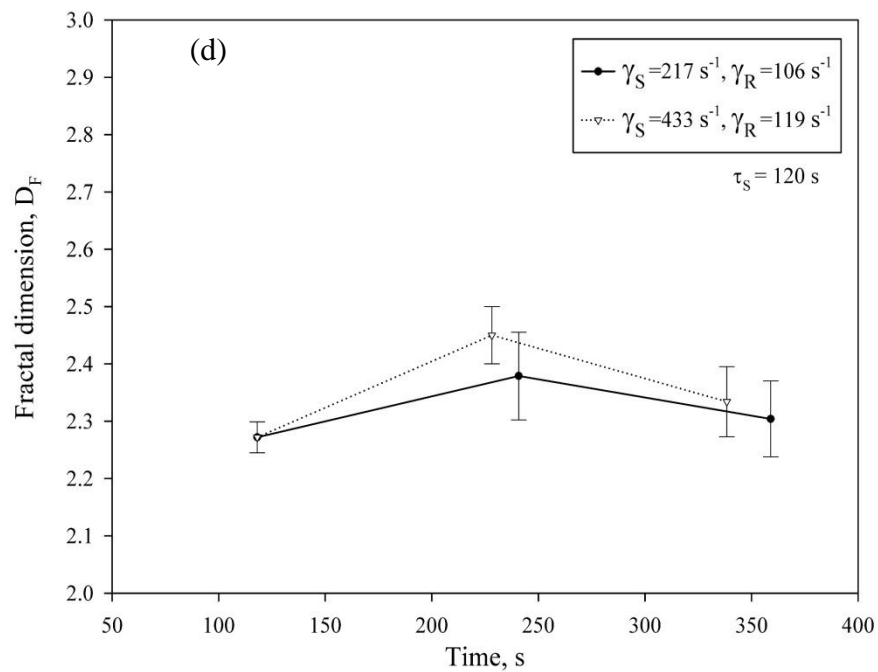 (d)
γS =217 s-1, γR=106 s-1
γS =433 s-1, γR=119 s-1
τS = 120 s
Fractal dimension, DF
3.0
2.9
2.8
2.7
2.6
2.5
2.4
2.3
2.2
2.1
2.0
50 100 150 200 250 300 350 400
Time, s